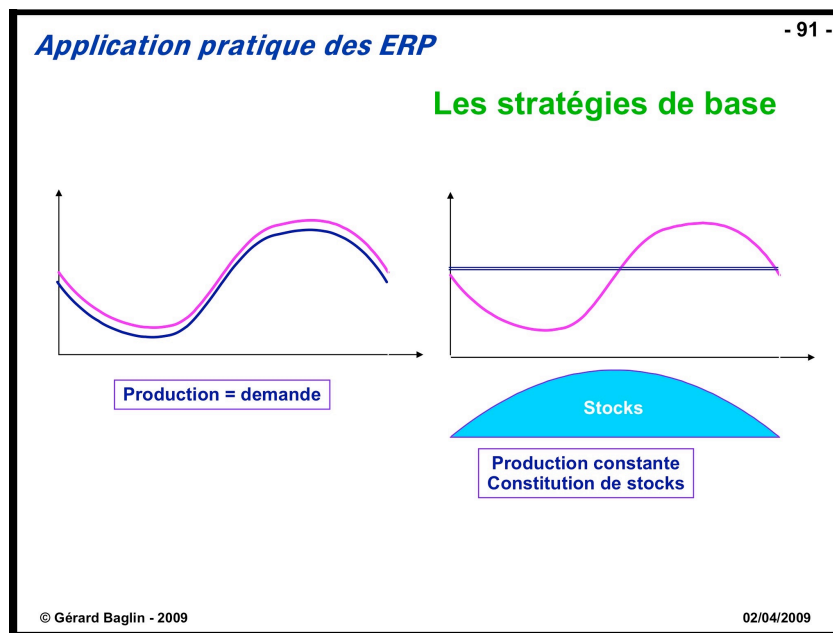 Application pratique des ERP
- 91 -
Les stratégies de base
Production = demande
Stocks
Production constante
Constitution de stocks
© Gérard Baglin - 2009
02/04/2009